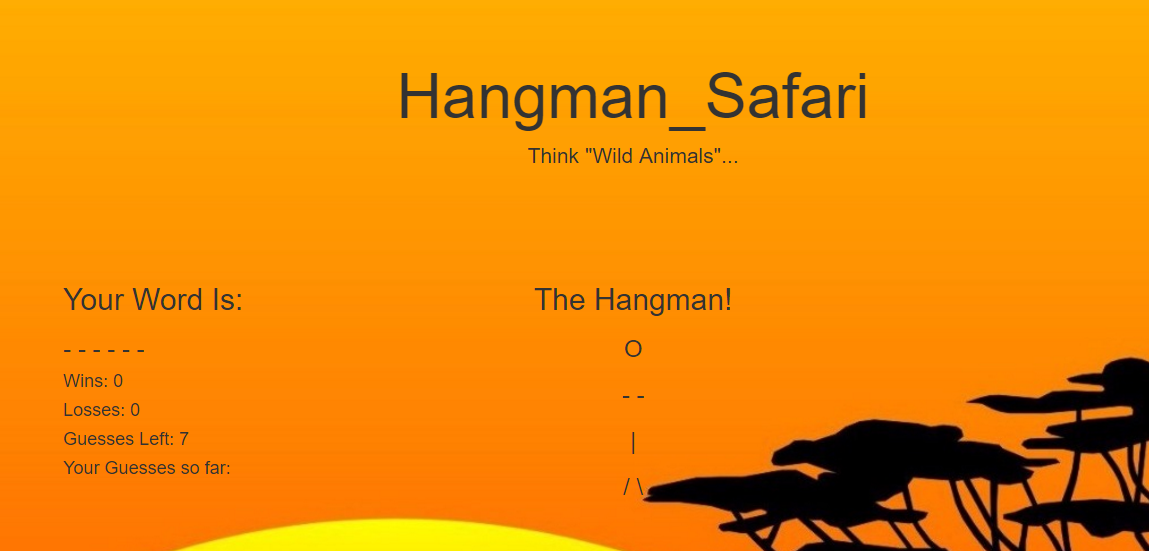 Hangman_Safari
Think "Wild Animals"...
Your Word Is:
- - - - - -
Wins: 0
Losses: 0
Guesses Left: 7
Your Guesses so far:
The Hangman!
O
- -
|
/ \